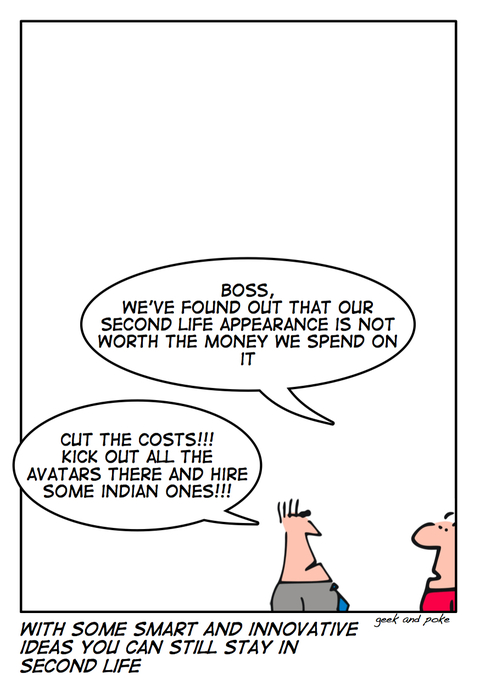 BOSS,
WE'VE FOUND OUT THAT OUR
SECOND LIFE APPEARANCE IS NOT
WORTH THE MONEY WE SPEND ON
IT
CUT THE COSTS!!!
KICK OUT ALL THE
AVATARS THERE AND HIRE
SOME INDIAN ONES!!!
geek and poke
WITH SOME SMART AND INNOVATIVE
IDEAS YOU CAN STILL STAY IN
SECOND LIFE